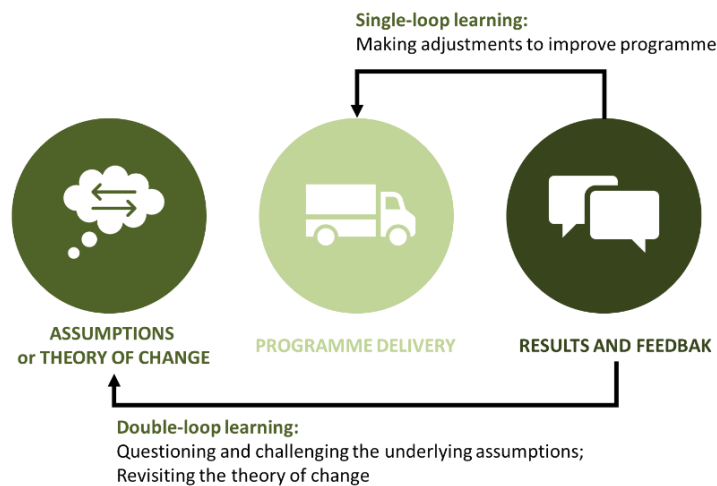 Single-loop learning:
Making adjustments to improve programme
ASSUMPTIONS
or THEORY OF CHANGE
PROGRAMME DELIVERY
RESULTS AND FEEDBAK
Double-loop learning:
Questioning and challenging the underlying assumptions;
Revisiting the theory of change